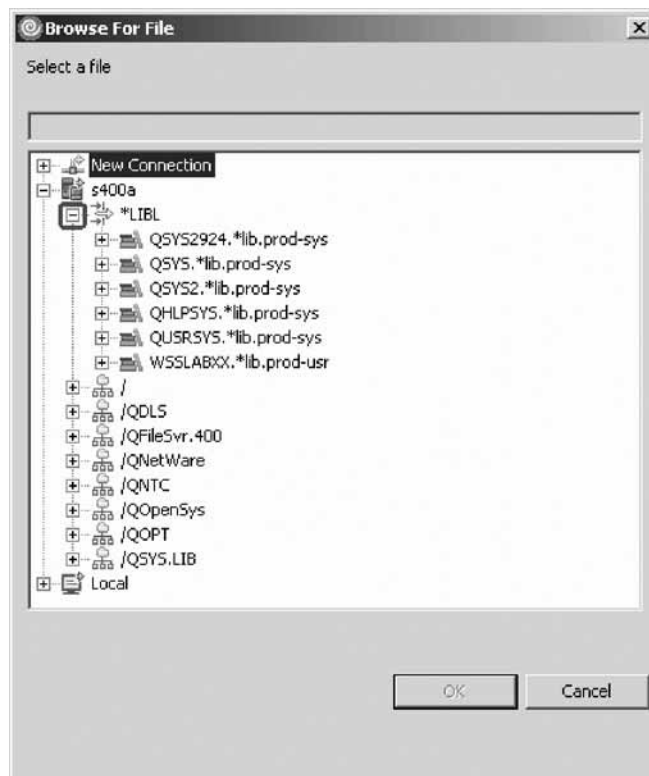 Browse For File
Select a file
New Connection
s400a
*LIBL
QSYS2924.*lib.prod-sys
QSYS.*lib.prod-sys
QSYS2.*lib.prod-sys
QHLPSYS.*lib.prod-sys
QUSRSYS.*lib.prod-sys
WSSLABXX.*lib.prod-usr
/
/QDLS
/QFileSvr.400
/QNetWare
/QNTC
/QOpenSys
/QOPT
/QSYS.LIB
Local
OK Cancel